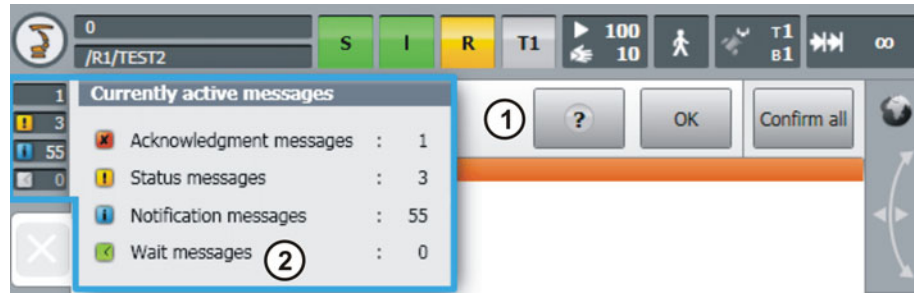 0
/R1/TEST2
S I R T1 100 10 T1 B1 ∞
1
3
55
0
Currently active messages
Acknowledgment messages : 1
Status messages : 3
Notification messages : 55
Wait messages : 0
1
? OK Confirm all
2